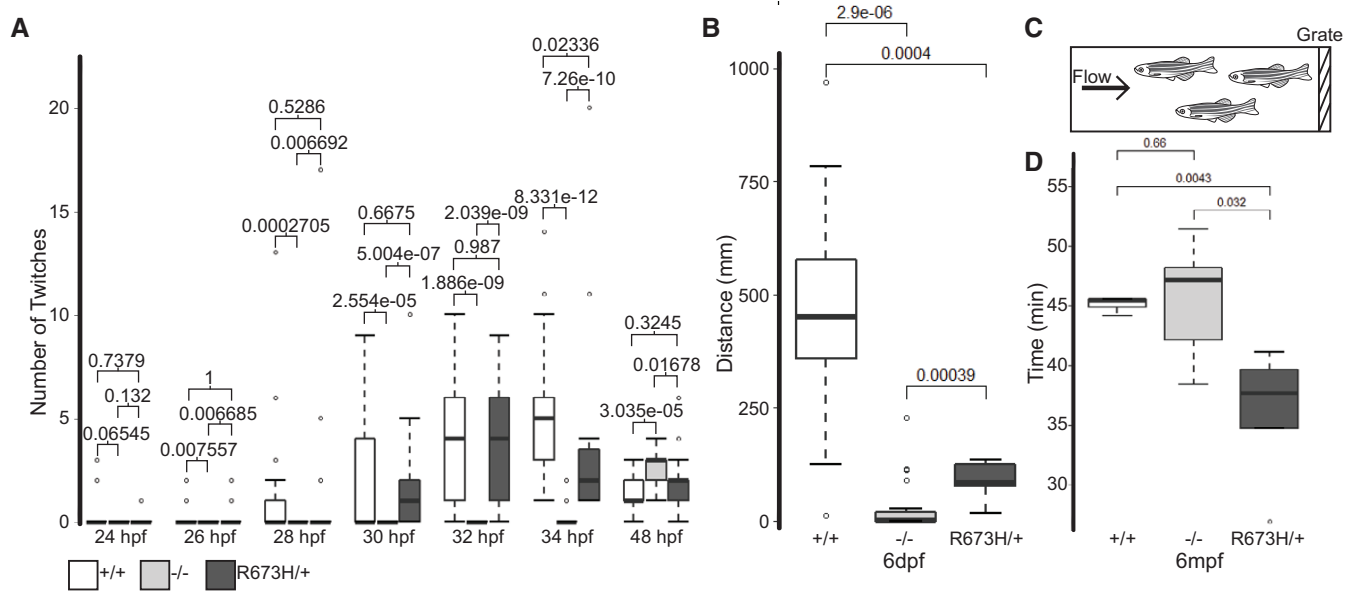 A
Number of Twitches
20
15
10
5
0
0.7379
0.132
0.06545
1
0.006685
0.007557
0.5286
0.006692
0.0002705
0.6675
5.004e-07
2.554e-05
2.039e-09
0.987
1.886e-09
0.02336
7.26e-10
8.331e-12
0.3245
0.01678
3.035e-05
24 hpf 26 hpf 28 hpf 30 hpf 32 hpf 34 hpf 48 hpf
+/+ -/- R673H/+
B
2.9e-06
0.0004
0.00039
Distance (mm)
1000
750
500
250
0
+/+ -/- R673H/+
6dpf
C
Grate
Flow
D
0.66
0.0043
0.032
Time (min)
55
50
45
40
35
30
+/+ -/- R673H/+
6mpf